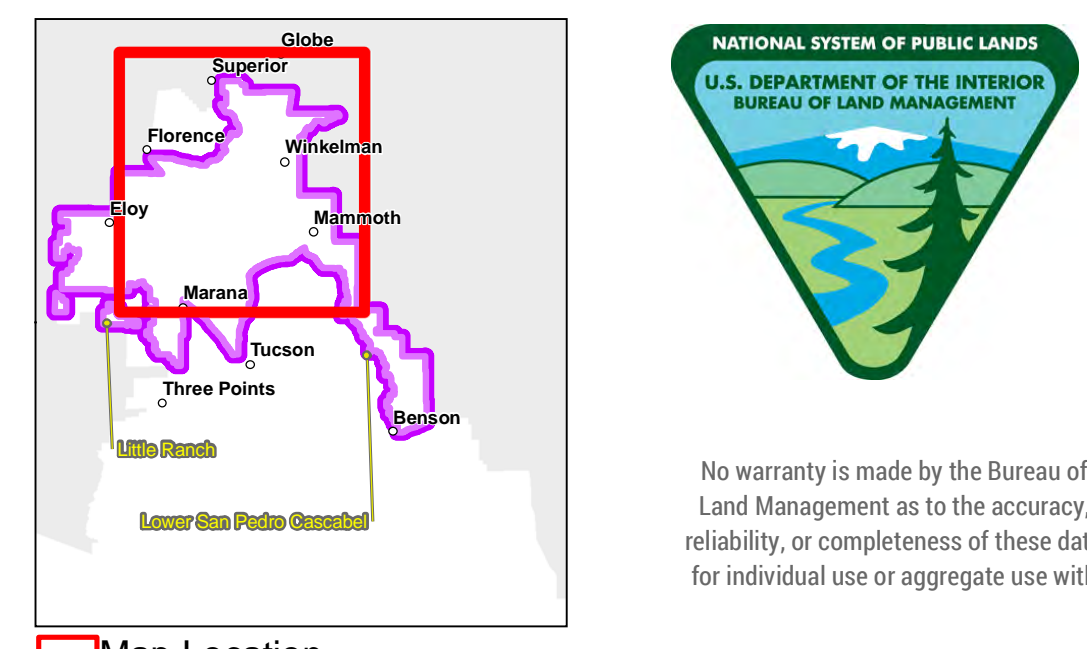 Globe
Superior
Florence
Winkelman
Eloy
Mammoth
Marana
Tucson
Three Points
Benson
Little Ranch
Lower San Pedro Cascabel
Map Location
NATIONAL SYSTEM OF PUBLIC LANDS
U.S. DEPARTMENT OF THE INTERIOR
BUREAU OF LAND MANAGEMENT
No warranty is made by the Bureau of
Land Management as to the accuracy,
reliability, or completeness of these dat
for individual use or aggregate use with